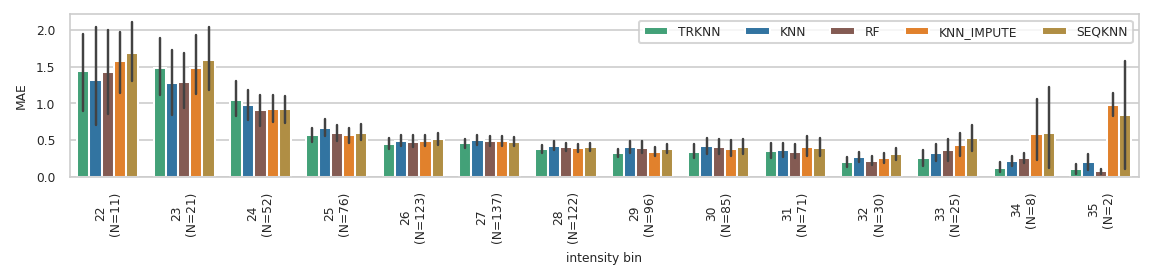 TRKNN KNN RF KNN_IMPUTE SEQKNN
MAE
2.0
1.5
1.0
0.5
0.0
22
(N=11)
23
(N=21)
24
(N=52)
25
(N=76)
26
(N=123)
27
(N=137)
28
(N=122)
29
(N=96)
30
(N=85)
31
(N=71)
32
(N=30)
33
(N=25)
34
(N=8)
35
(N=2)
intensity bin